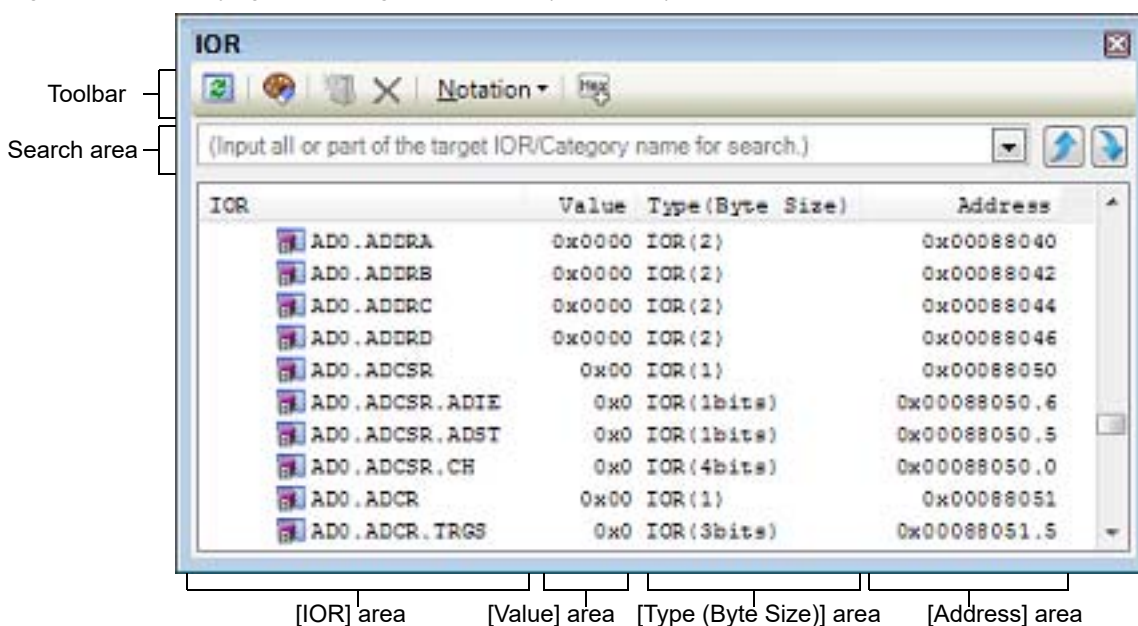 IOR
Toolbar
Notation
Hex
Search area
(Input all or part of the target IOR/Category name for search.)
IOR Value Type(Byte Size) Address
AD0.ADDRA 0x0000 IOR(2) 0x00088040
AD0.ADDRB 0x0000 IOR(2) 0x00088042
AD0.ADDRC 0x0000 IOR(2) 0x00088044
AD0.ADDRD 0x0000 IOR(2) 0x00088046
AD0.ADCSR 0x00 IOR(1) 0x00088050
AD0.ADCSR.ADIE 0x0 IOR(1bits) 0x00088050.6
AD0.ADCSR.ADST 0x0 IOR(1bits) 0x00088050.5
AD0.ADCSR.CH 0x0 IOR(4bits) 0x00088050.0
AD0.ADCR 0x00 IOR(1) 0x00088051
AD0.ADCR.TRGS 0x0 IOR(3bits) 0x00088051.5
[IOR] area [Value] area [Type (Byte Size)] area [Address] area